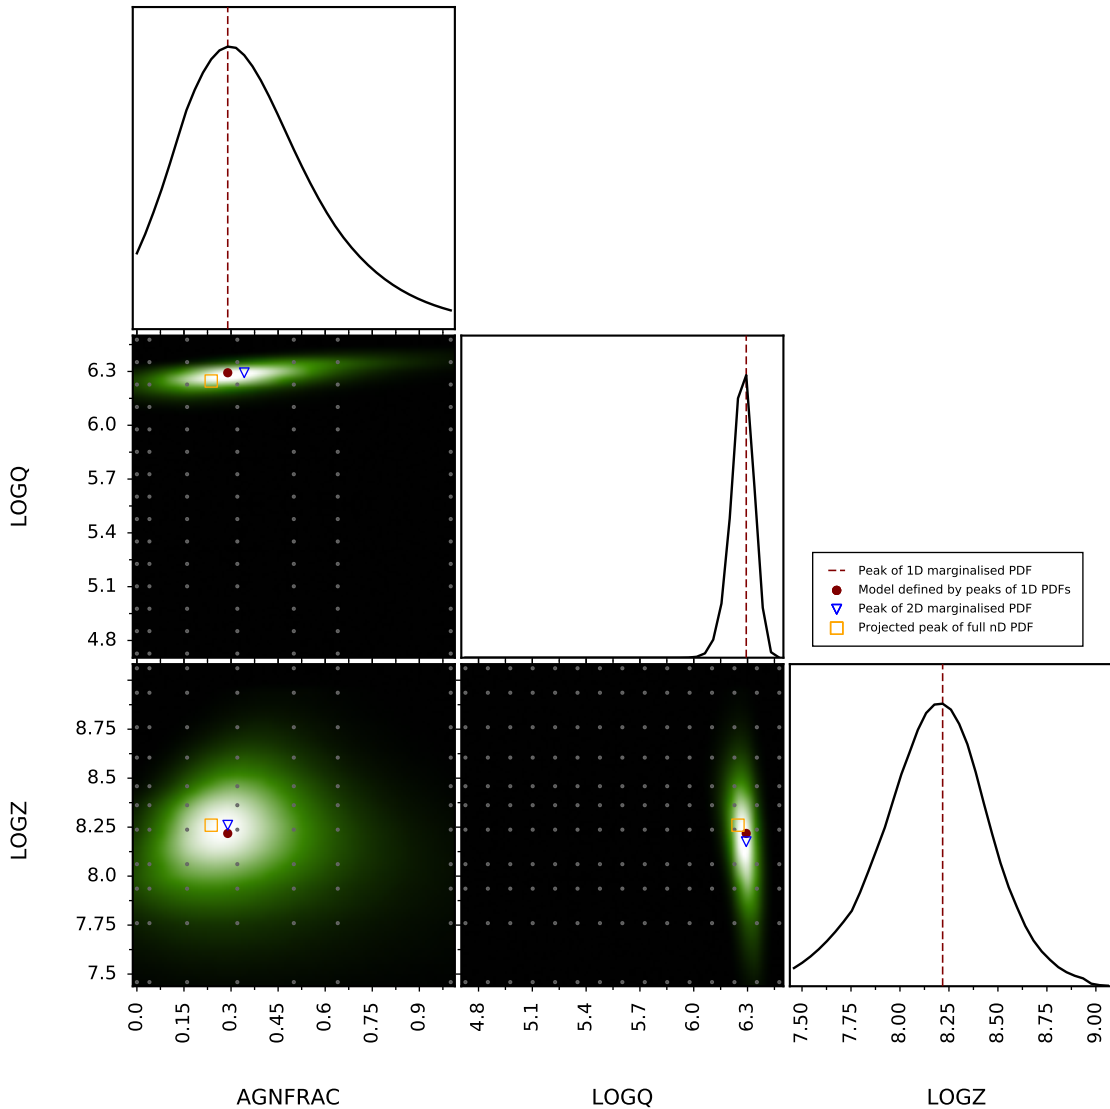 LOGQ
6.3
6.0
5.7
5.4
5.1
4.8
Peak of 1D marginalised PDF
Model defined by peaks of 1D PDFs
Peak of 2D marginalised PDF
Projected peak of full nD PDF
LOGZ
8.75
8.5
8.25
8.0
7.75
7.5
0.0 0.15 0.3 0.45 0.6 0.75 0.9
4.8 5.1 5.4 5.7 6.0 6.3
7.50 7.75 8.00 8.25 8.50 8.75 9.00
AGNFRAC LOGQ LOGZ